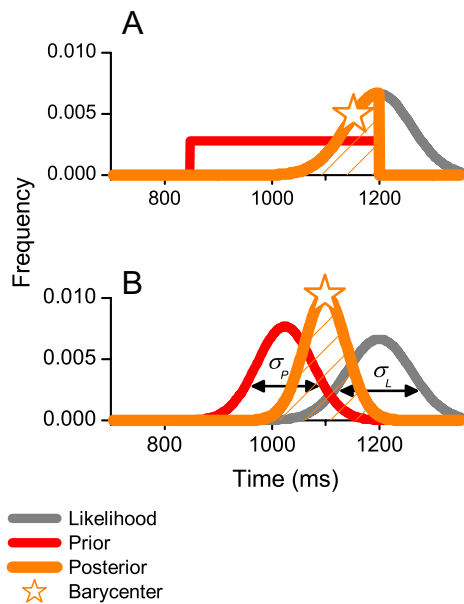 A
0.010
0.005
0.000
800 1000 1200
Frequency
B
0.010
0.005
0.000
σP
σL
800 1000 1200
Time (ms)
Likelihood
Prior
Posterior
Barycenter